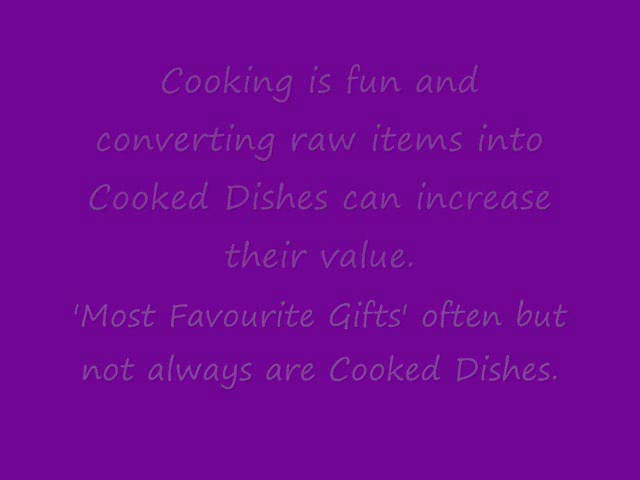 Cooking is fun and
converting raw items into
Cooked Dishes can increase
their value.
'Most Favourite Gifts' often but
not always are Cooked Dishes.